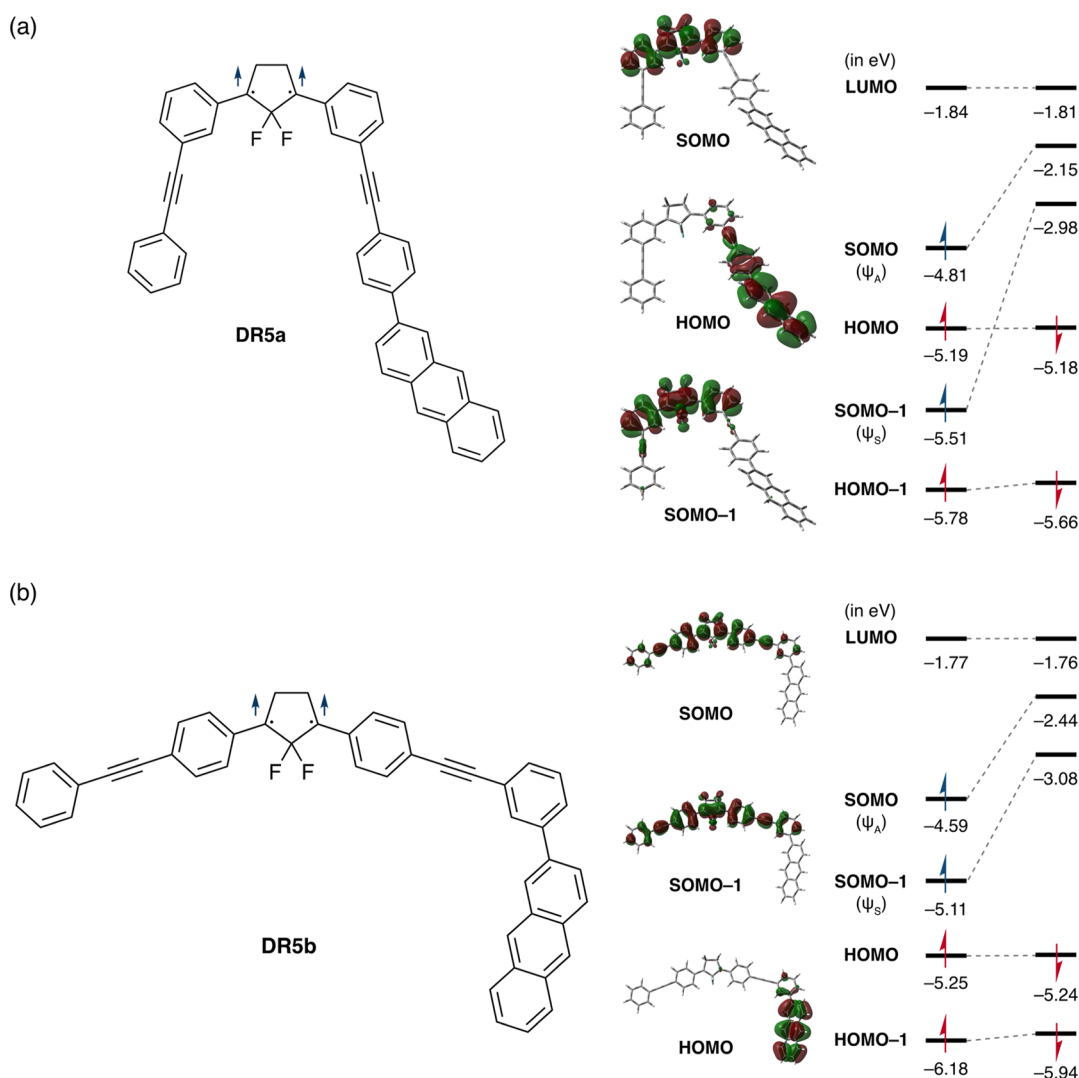 (a)
F F
DR5a
SOMO
HOMO
SOMO–1
(in eV)
LUMO
–1.84
–1.81
–2.15
–2.98
SOMO
(ψA)
–4.81
HOMO
–5.19
–5.18
SOMO–1
(ψS)
–5.51
HOMO–1
–5.78
–5.66
(b)
F F
DR5b
SOMO
SOMO–1
HOMO
(in eV)
LUMO
–1.77
–1.76
–2.44
–3.08
SOMO
(ψA)
–4.59
SOMO–1
(ψS)
–5.11
HOMO
–5.25
–5.24
HOMO–1
–6.18
–5.94